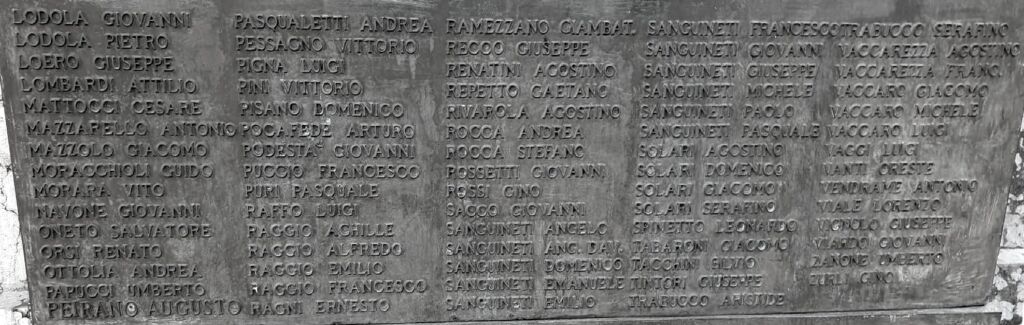 LODOLA GIOVANNI
LODOLA PIETRO
LOERO GIUSEPPE
LOMBARDI ATTILIO
MATTOCCI CESARE
MAZZARELLO ANTONIO
MAZZOLO GIACOMO
MORACCHIOLI GUIDO
MORARA VITO
NAVONE GIOVANNI
ONETO SALVATORE
ORSI RENATO
OTTOLIA ANDREA
PAPUCCI UMBERTO
PEIRANO AUGUSTO
PASQUALETTI ANDREA
PESSAGNO VITTORIO
PIGNA LUIGI
PINI VITTORIO
PISANO DOMENICO
POCAFEDE ARTURO
PODESTA' GIOVANNI
PUCCIO FRANCESCO
PURI PASQUALE
RAFFO LUIGI
RAGGIO ACHILLE
RAGGIO ALFREDO
RAGGIO EMILIO
RAGGIO FRANCESCO
RAGNI ERNESTO
RAMEZZANO GIAMBAT.
RECCO GIUSEPPE
RENATINI AGOSTINO
REPETTO GAETANO
RIVAROLA AGOSTINO
ROCCA ANDREA
ROCCA STEFANO
ROSSETTI GIOVANNI
ROSSI GINO
SACCO GIOVANNI
SANGUINETI ANGELO
SANGUINETI ANG. DAV.
SANGUINETI DOMENICO
SANGUINETI EMANUELE
SANGUINETI EMILIO
SANGUINETI FRANCESCO
SANGUINETI GIOVANNI
SANGUINETI GIUSEPPE
SANGUINETI MICHELE
SANGUINETI PAOLO
SANGUINETI PASQUALE
SOLARI AGOSTINO
SOLARI DOMENICO
SOLARI GIACOMO
SOLARI SERAFINO
SPINETTO LEONARDO
TABARONI GIACOMO
TACCHINI SILVIO
TINTORI GIUSEPPE
TRABUCCO ARISTIDE
TRABUCCO SERAFINO
VACCAREZZA AGOSTINO
VACCAREZZA FRANC.
VACCARO GIACOMO
VACCARO MICHELE
VACCARO LUIGI
VAGGI LUIGI
VANTI ORESTE
VENDRAME ANTONIO
VIALE LORENZO
VIGNOLO GIUSEPPE
VIARDO GIOVANNI
ZANONE UMBERTO
ZURLI GINO